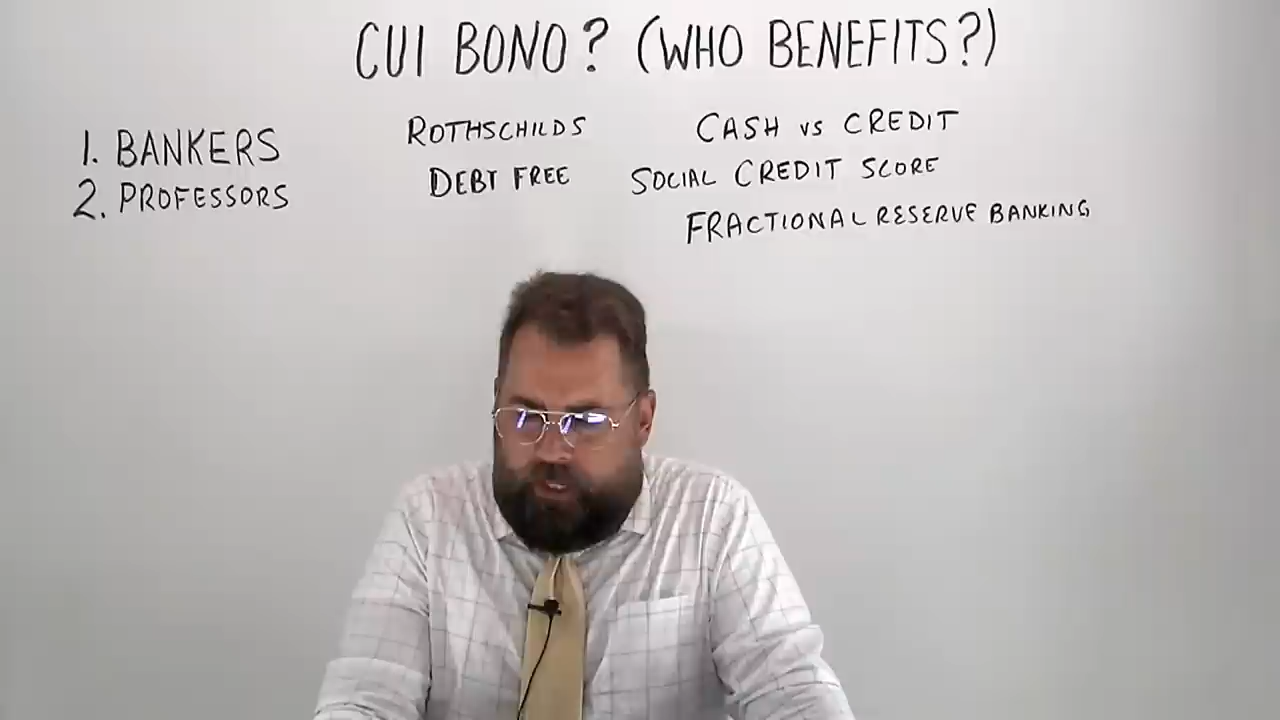 CUI BONO? (WHO BENEFITS?)
1. BANKERS
2. PROFESSORS
ROTHSCHILDS
DEBT FREE
CASH VS CREDIT
SOCIAL CREDIT SCORE
FRACTIONAL RESERVE BANKING